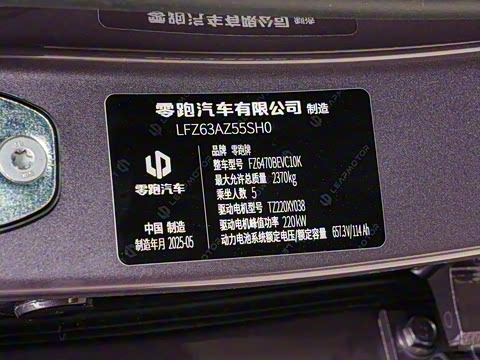 零跑汽车有限公司 制造
LFZ63AZ55SH0
品牌 零跑牌
整车型号 FZ6470BEVC10K
最大允许总质量 2370kg
乘坐人数 5
驱动电机型号 TZ220XY038
驱动电机峰值功率 220kW
动力电池系统额定电压/额定容量 657.3V/114Ah
零跑汽车
中国 制造
制造年月 2025-05
LEAPMOTOR